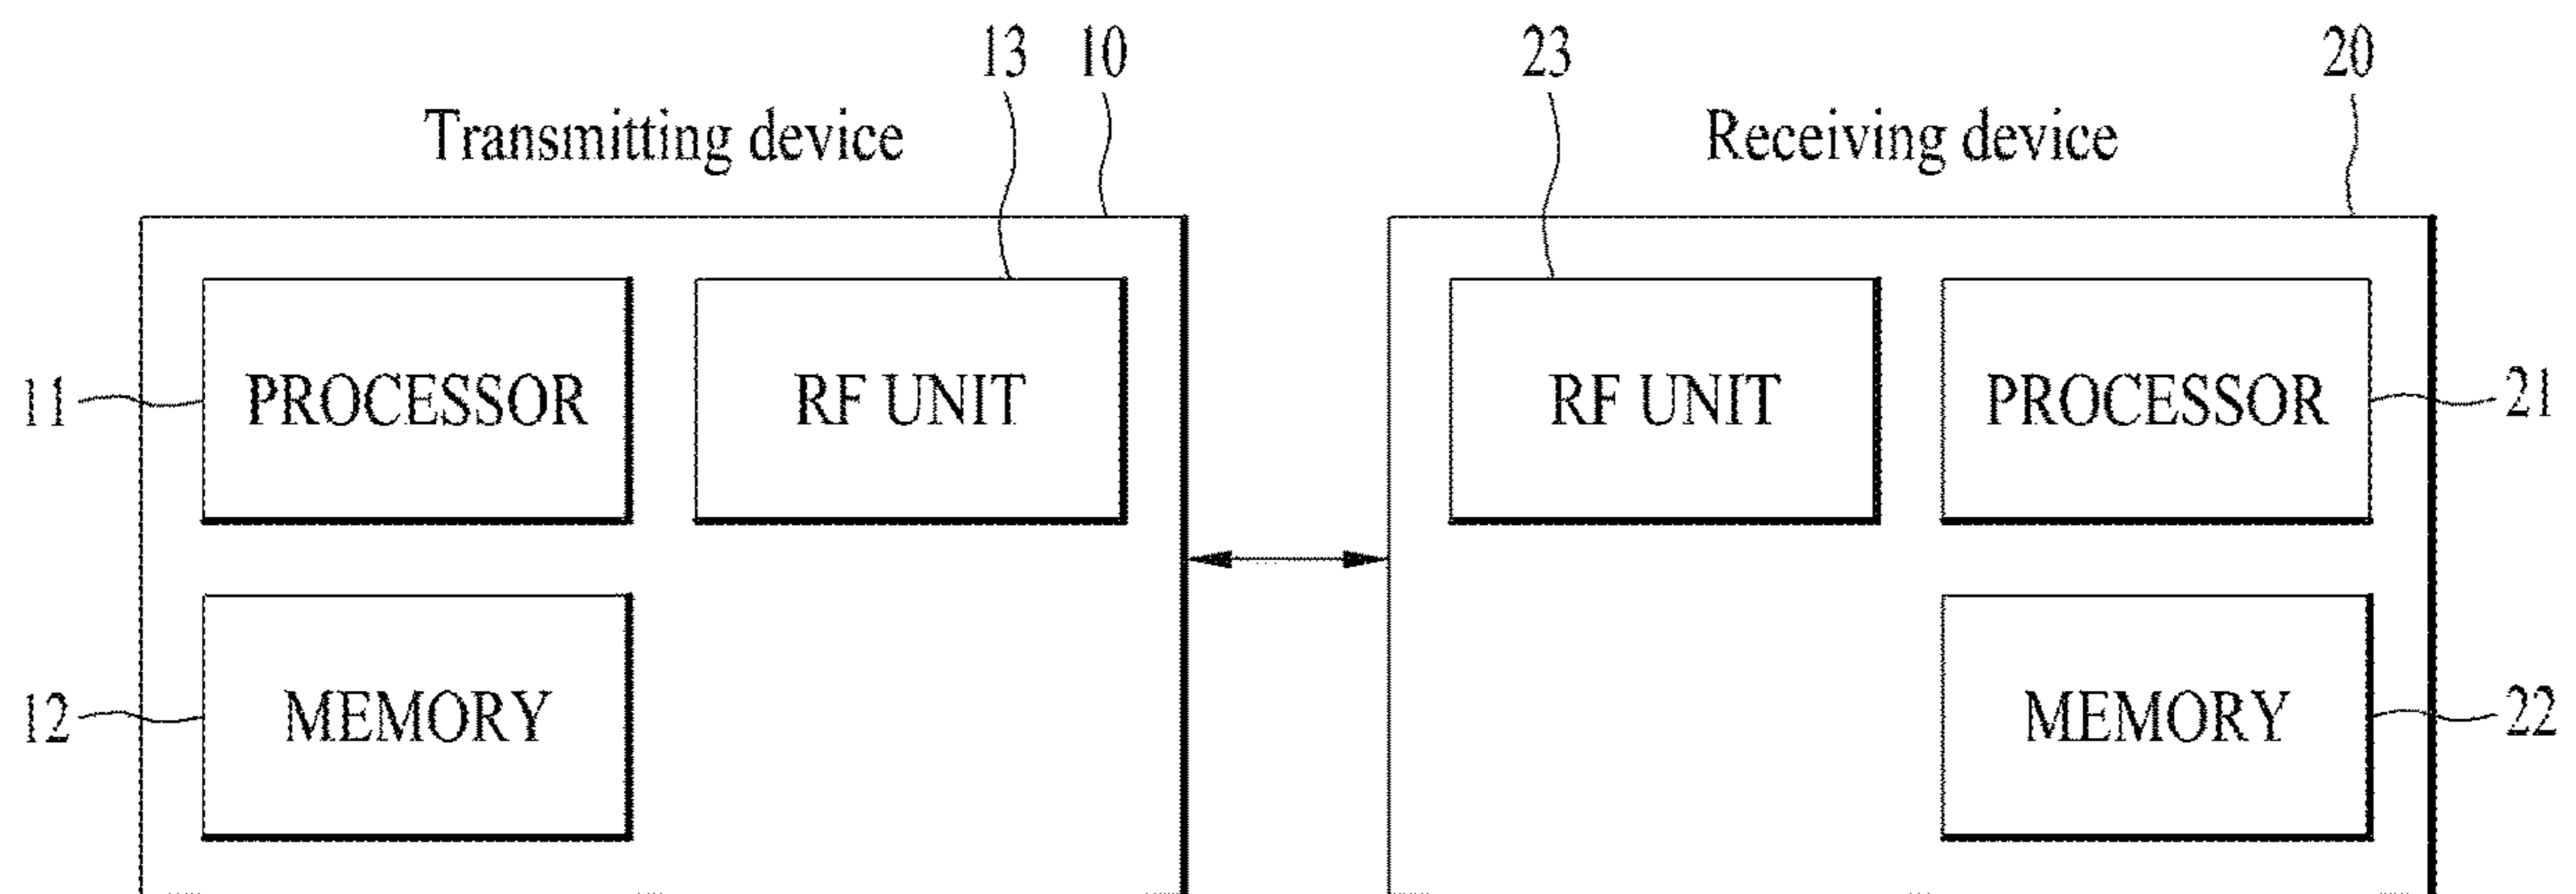 13 10 23 20
Transmitting device Receiving device
11 PROCESSOR RF UNIT RF UNIT PROCESSOR 21
12 MEMORY MEMORY 22